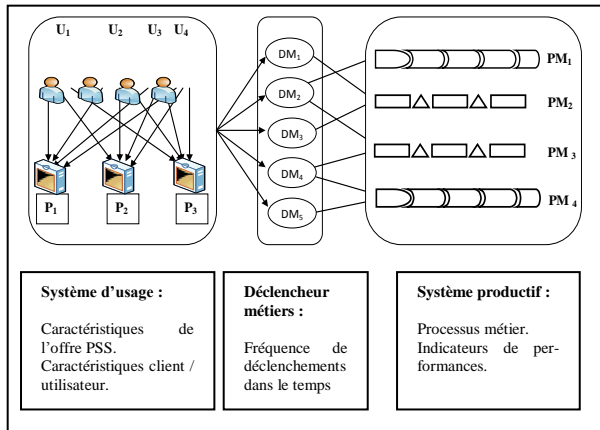 U1 U2 U3 U4
DM1
DM2
DM3
DM4
DM5
PM1
PM2
PM 3
PM 4
P1 P2 P3
Système d'usage :
Caractéristiques de
l'offre PSS.
Caractéristiques client /
utilisateur.
Déclencheur
métiers :
Fréquence de
déclenchements
dans le temps
Système productif :
Processus métier.
Indicateurs de per-
formances.